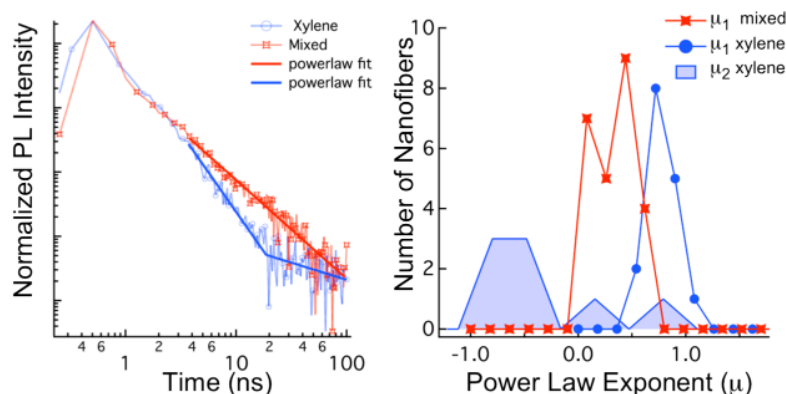 Normalized PL Intensity
Xylene
Mixed
powerlaw fit
powerlaw fit
4 6 2 4 6 2 4 6
1 10 100
Time (ns)
Number of Nanofibers
10
8
6
4
2
0
μ1 mixed
μ1 xylene
μ2 xylene
-1.0 0.0 1.0
Power Law Exponent (μ)